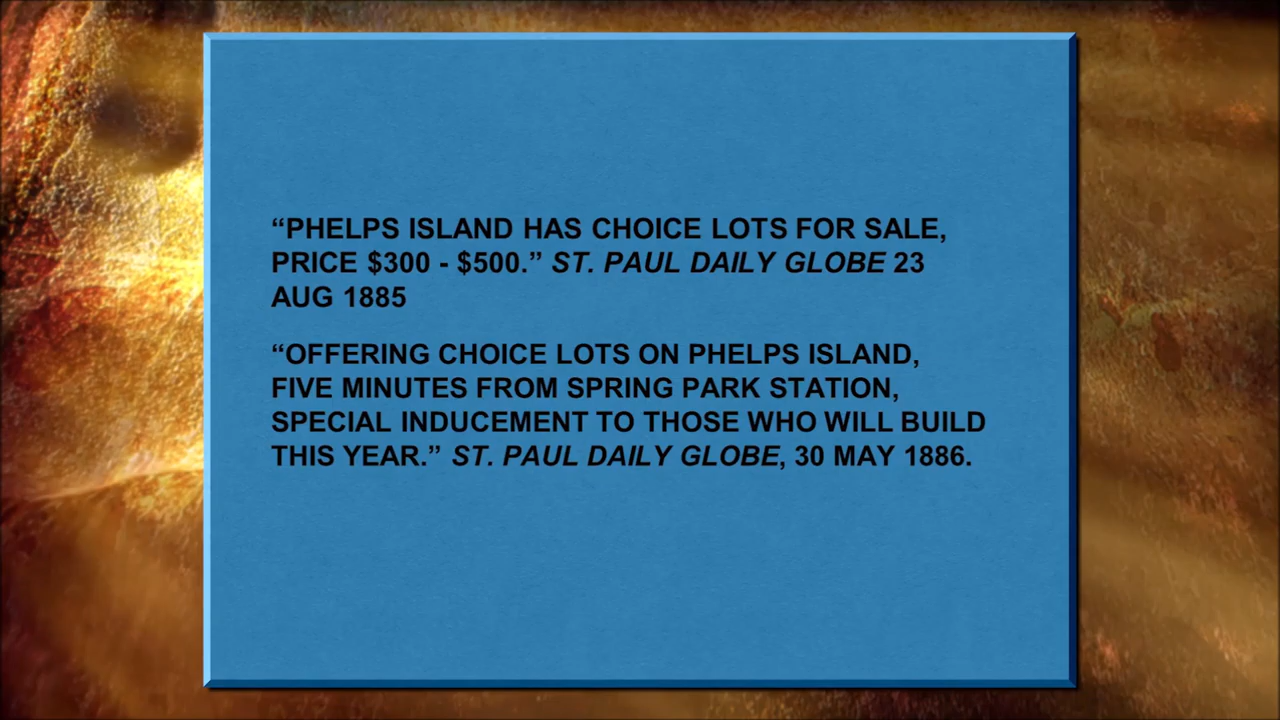 “PHELPS ISLAND HAS CHOICE LOTS FOR SALE,
PRICE $300 - $500.” ST. PAUL DAILY GLOBE 23
AUG 1885
“OFFERING CHOICE LOTS ON PHELPS ISLAND,
FIVE MINUTES FROM SPRING PARK STATION,
SPECIAL INDUCEMENT TO THOSE WHO WILL BUILD
THIS YEAR.” ST. PAUL DAILY GLOBE, 30 MAY 1886.